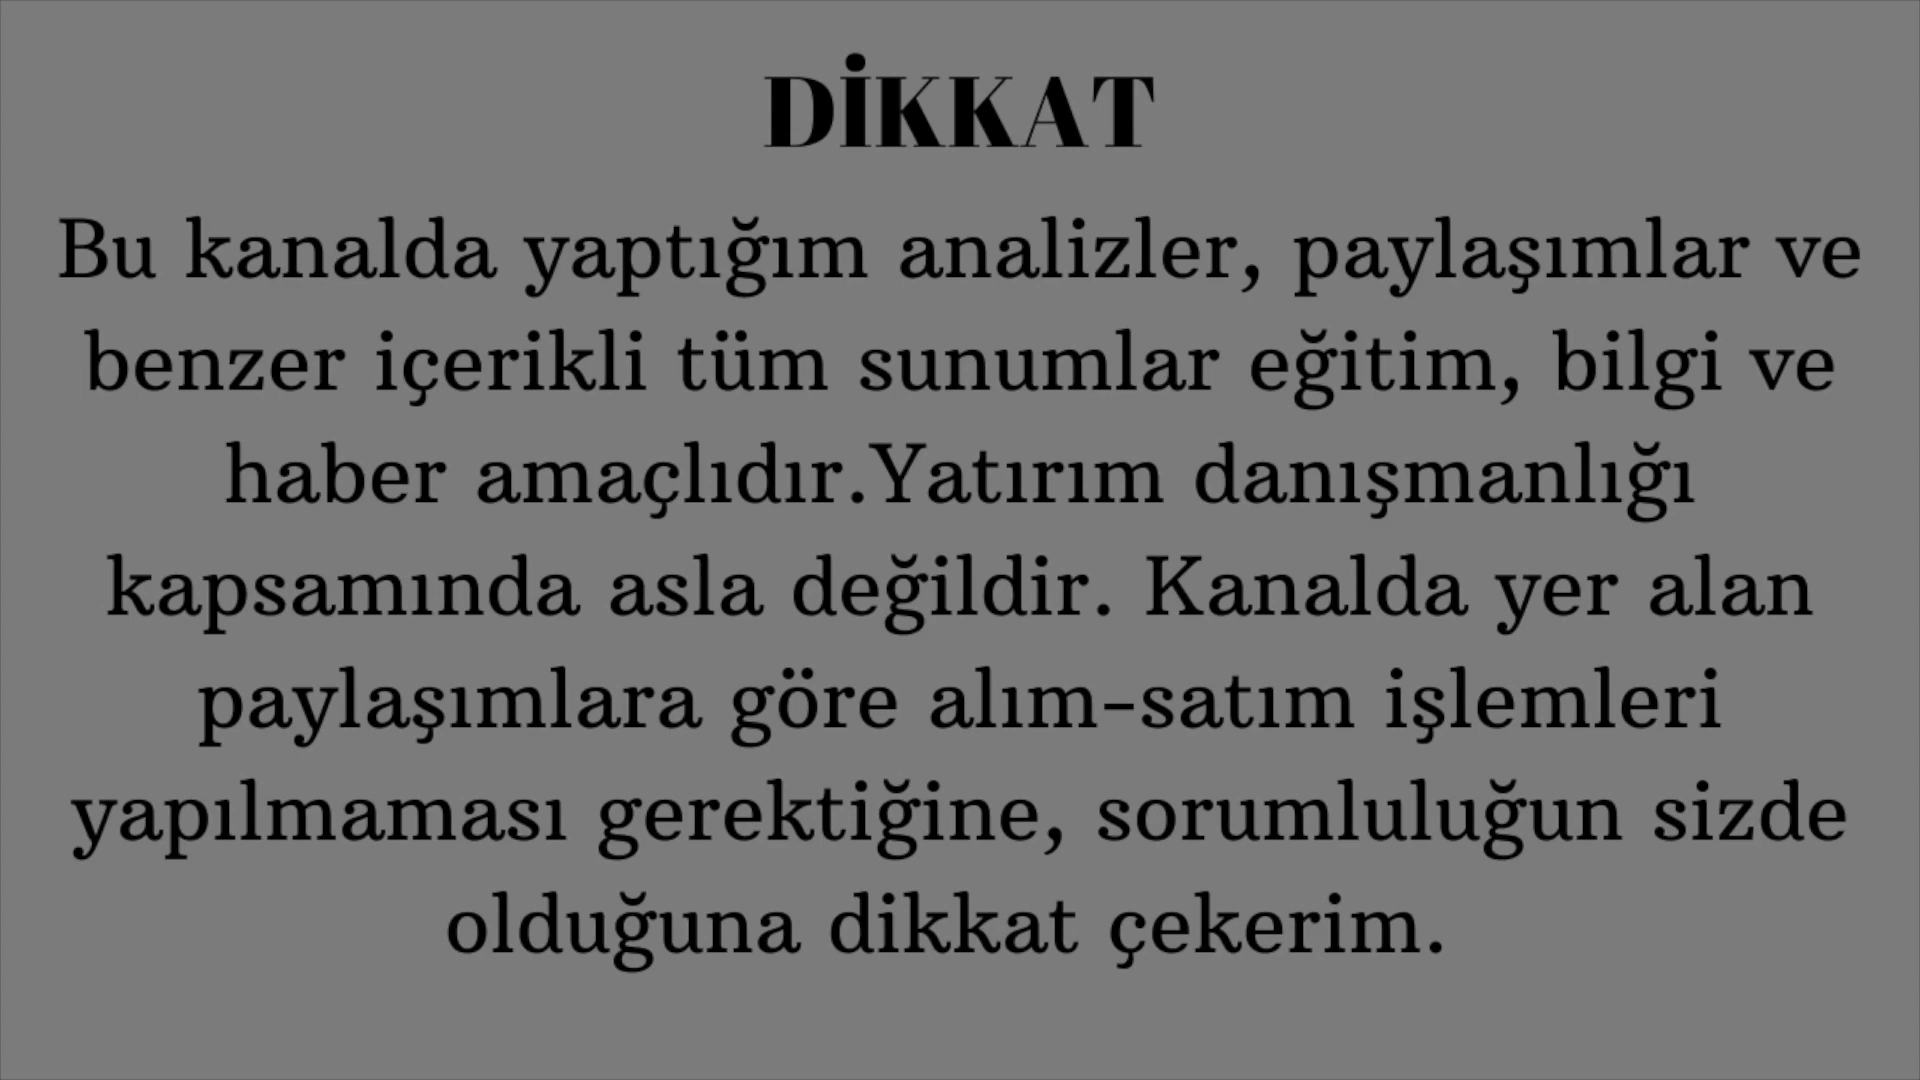 DİKKAT
Bu kanalda yaptığım analizler, paylaşımlar ve
benzer içerikli tüm sunumlar eğitim, bilgi ve
haber amaçlıdır.Yatırım danışmanlığı
kapsamında asla değildir. Kanalda yer alan
paylaşımlara göre alım-satım işlemleri
yapılmaması gerektiğine, sorumluluğun sizde
olduğuna dikkat çekerim.